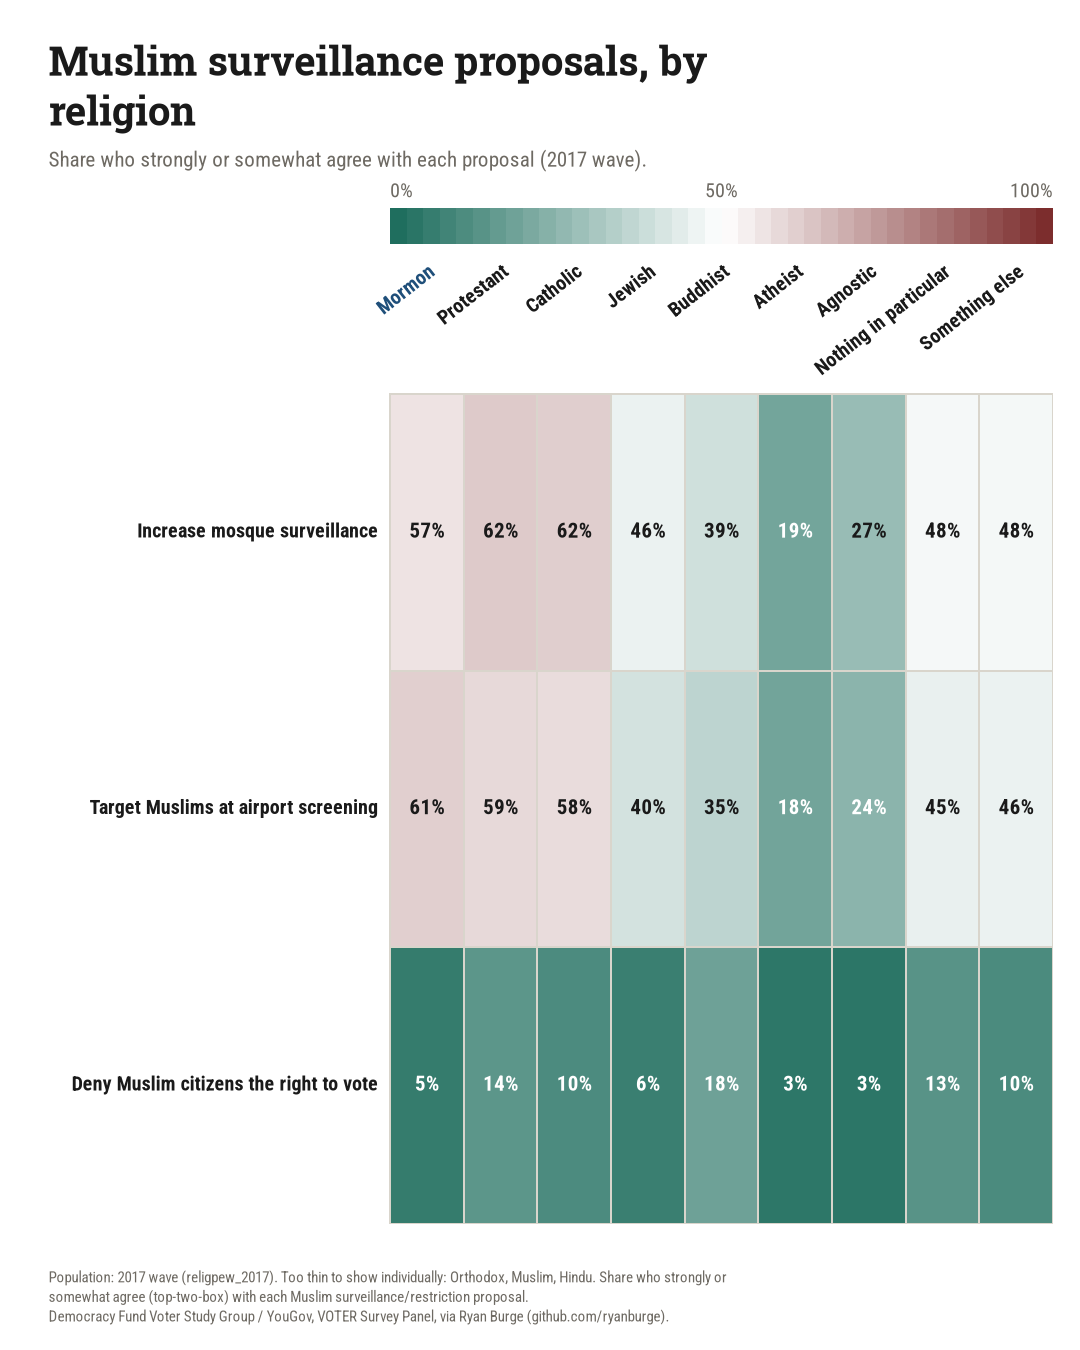 Muslim surveillance proposals, by
religion
Share who strongly or somewhat agree with each proposal (2017 wave).
0% 50% 100%
Mormon Protestant Catholic Jewish Buddhist Atheist Agnostic Nothing in particular Something else
Increase mosque surveillance 57% 62% 62% 46% 39% 19% 27% 48% 48%
Target Muslims at airport screening 61% 59% 58% 40% 35% 18% 24% 45% 46%
Deny Muslim citizens the right to vote 5% 14% 10% 6% 18% 3% 3% 13% 10%
Population: 2017 wave (religpew_2017). Too thin to show individually: Orthodox, Muslim, Hindu. Share who strongly or
somewhat agree (top-two-box) with each Muslim surveillance/restriction proposal.
Democracy Fund Voter Study Group / YouGov, VOTER Survey Panel, via Ryan Burge (github.com/ryanburge).